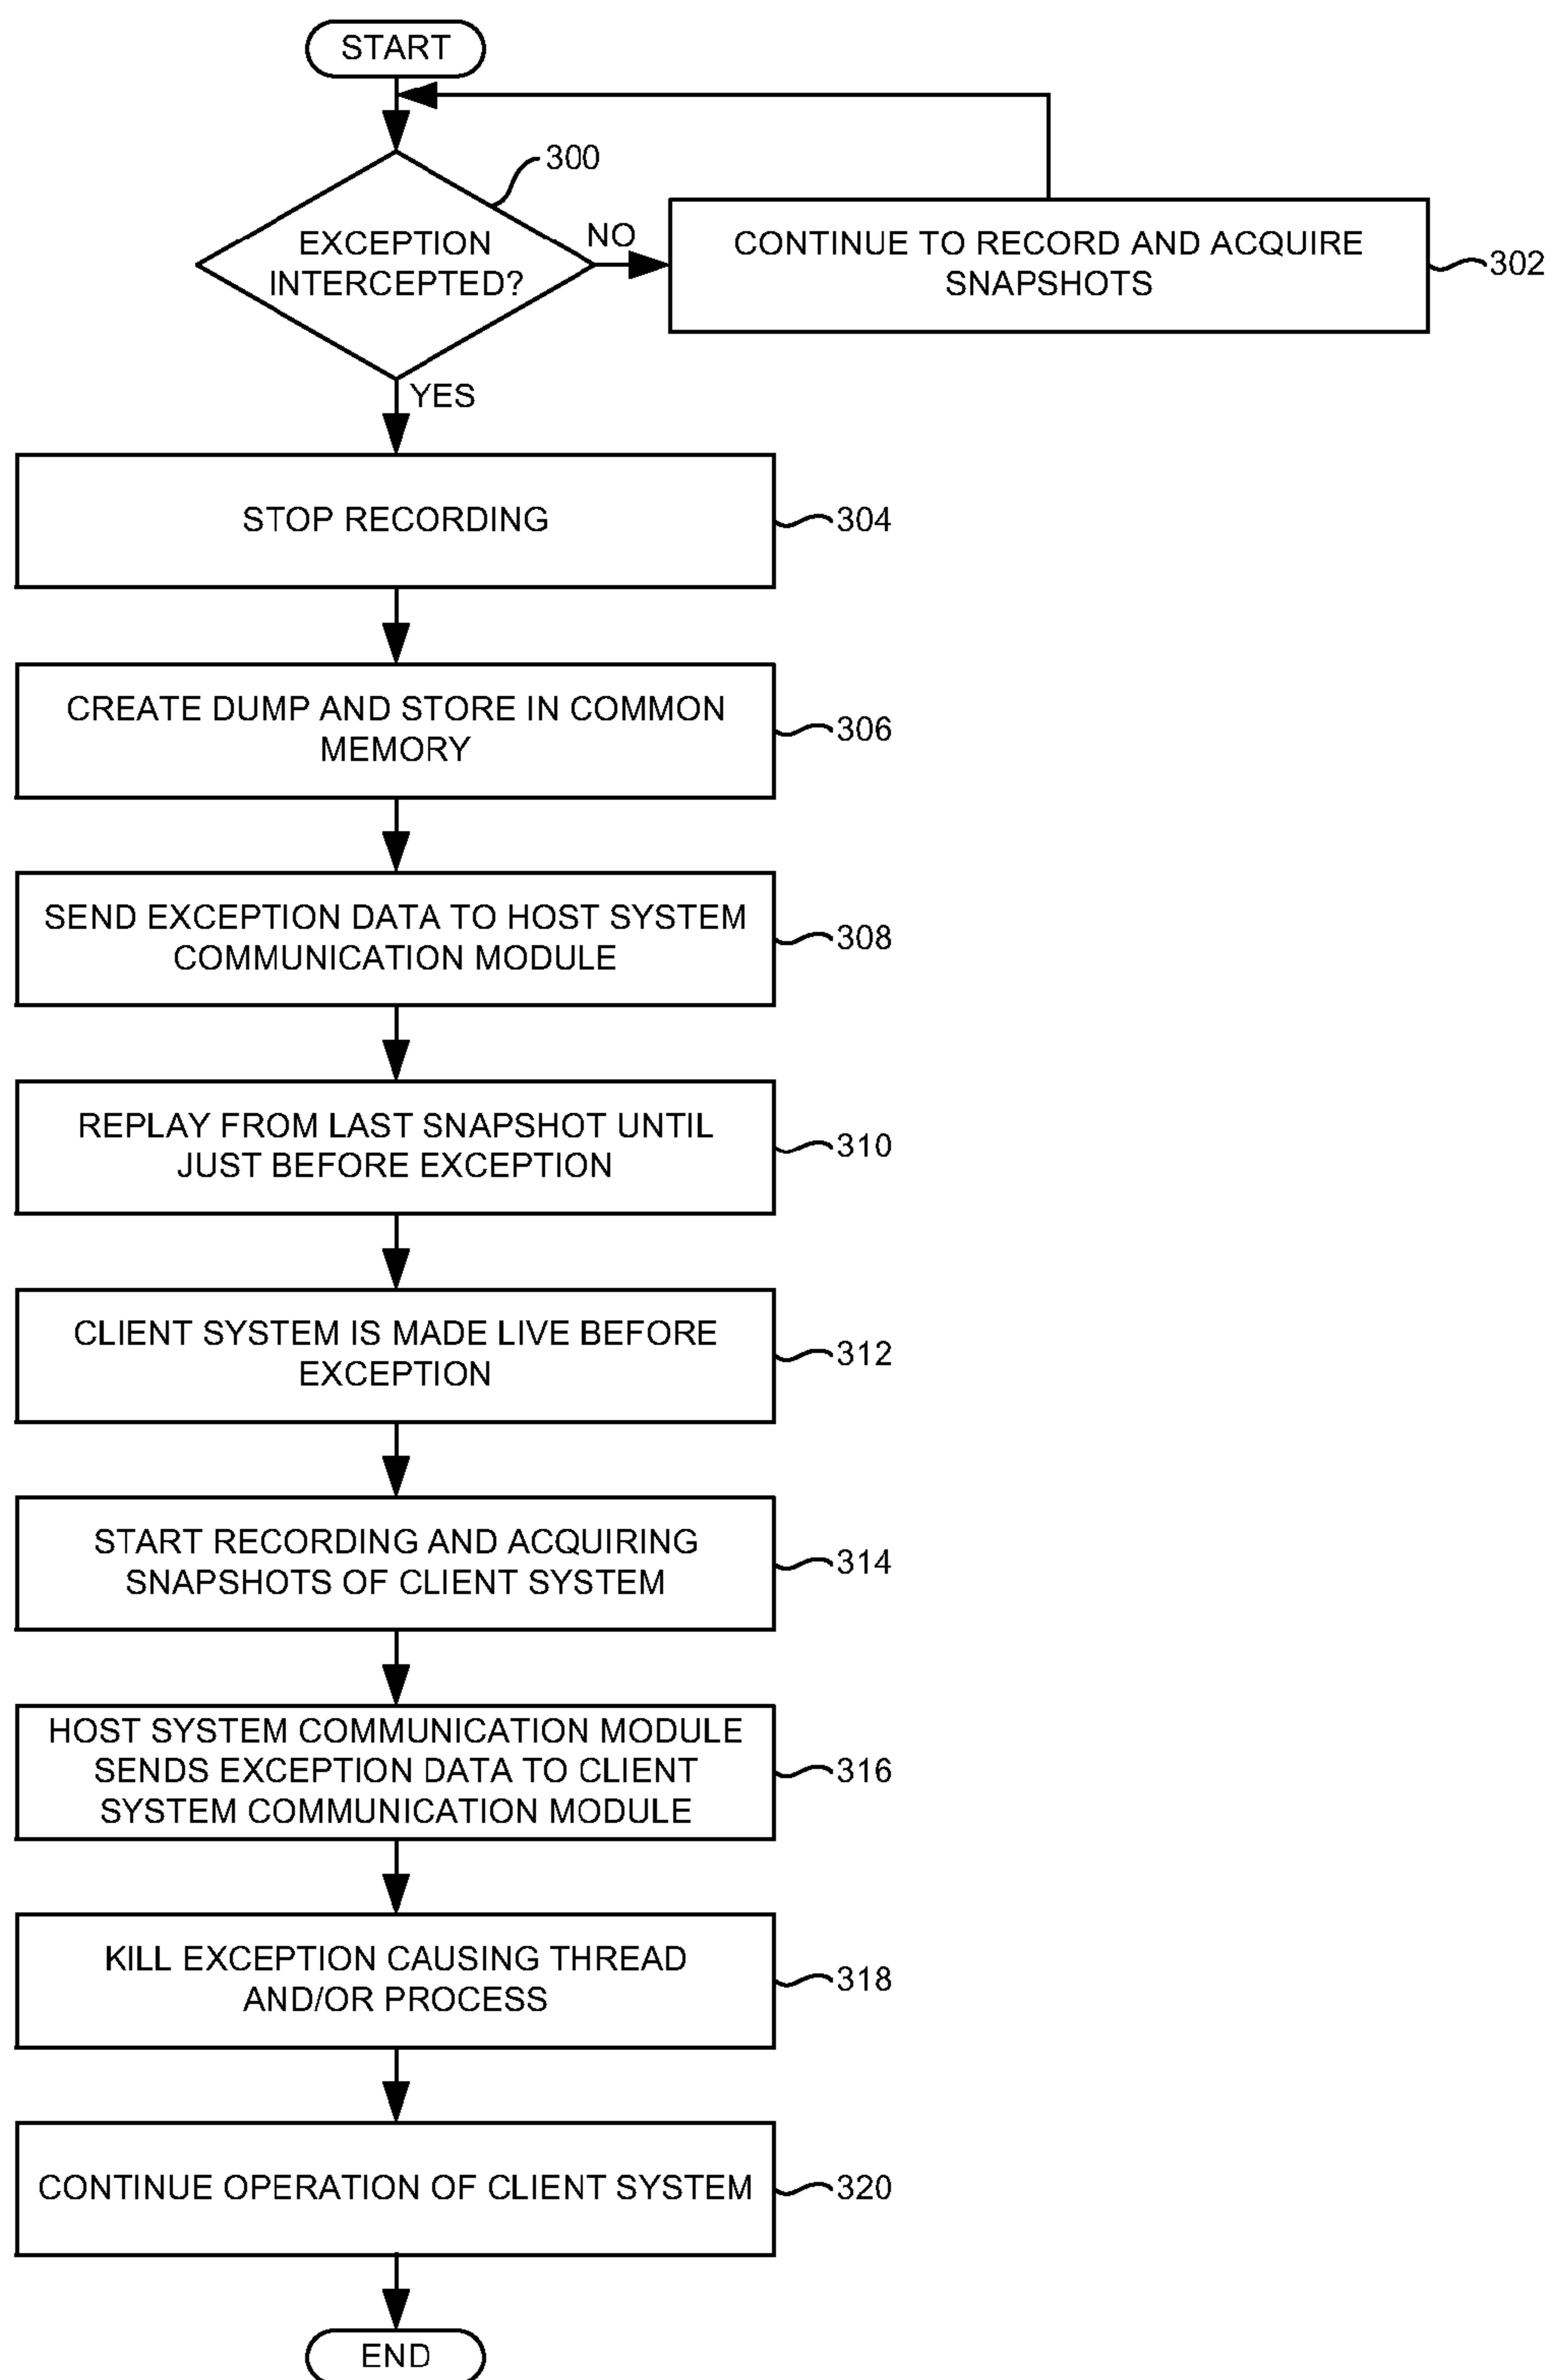 START
300
EXCEPTION
INTERCEPTED?
NO
CONTINUE TO RECORD AND ACQUIRE
SNAPSHOTS
302
YES
STOP RECORDING
304
CREATE DUMP AND STORE IN COMMON
MEMORY
306
SEND EXCEPTION DATA TO HOST SYSTEM
COMMUNICATION MODULE
308
REPLAY FROM LAST SNAPSHOT UNTIL
JUST BEFORE EXCEPTION
310
CLIENT SYSTEM IS MADE LIVE BEFORE
EXCEPTION
312
START RECORDING AND ACQUIRING
SNAPSHOTS OF CLIENT SYSTEM
314
HOST SYSTEM COMMUNICATION MODULE
SENDS EXCEPTION DATA TO CLIENT
SYSTEM COMMUNICATION MODULE
316
KILL EXCEPTION CAUSING THREAD
AND/OR PROCESS
318
CONTINUE OPERATION OF CLIENT SYSTEM
320
END